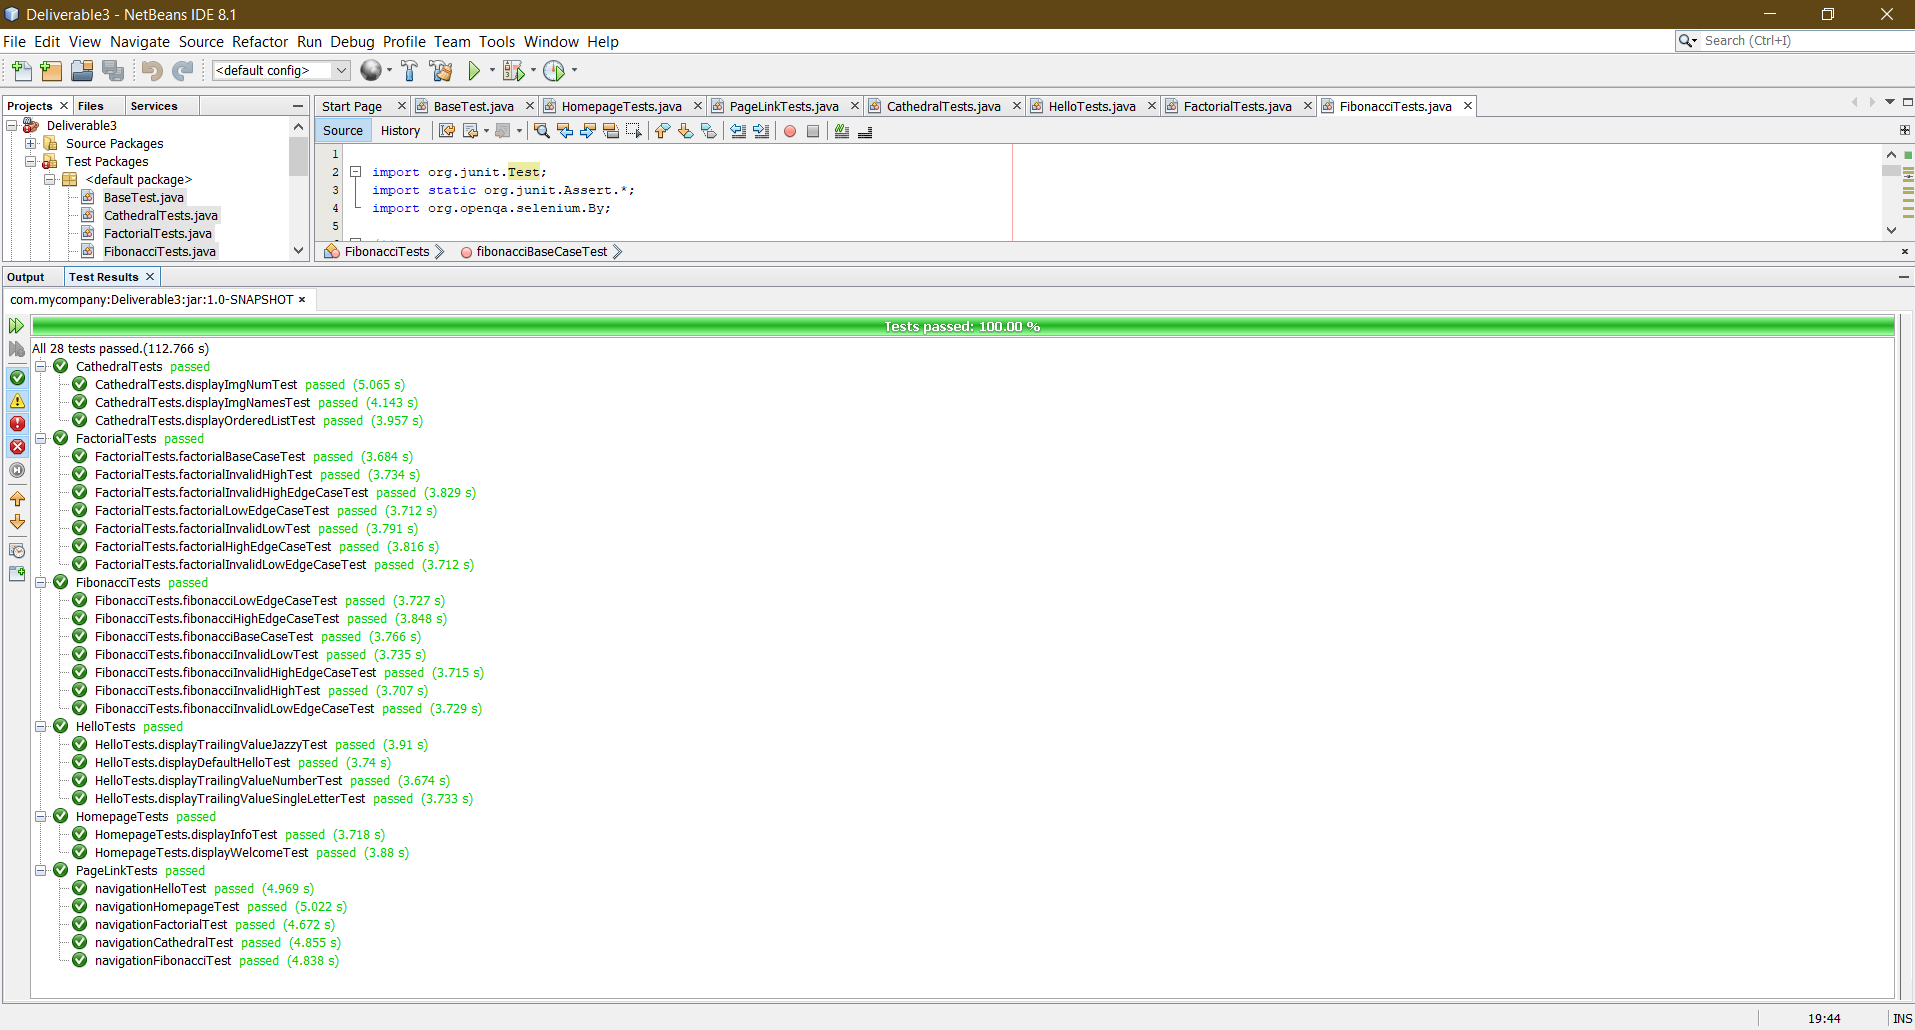 Deliverable3 - NetBeans IDE 8.1
File Edit View Navigate Source Refactor Run Debug Profile Team Tools Window Help
Search (Ctrl+I)
<default config>
Projects Files Services
Start Page BaseTest.java HomepageTests.java PageLinkTests.java CathedralTests.java HelloTests.java FactorialTests.java FibonacciTests.java
Deliverable3
Source Packages
Test Packages
<default package>
BaseTest.java
CathedralTests.java
FactorialTests.java
FibonacciTests.java
Source History
1
2 import org.junit.Test;
3 import static org.junit.Assert.*;
4 import org.openqa.selenium.By;
5
FibonacciTests fibonacciBaseCaseTest
Output Test Results
com.mycompany:Deliverable3:jar:1.0-SNAPSHOT
Tests passed: 100.00 %
All 28 tests passed.(112.766 s)
CathedralTests passed
CathedralTests.displayImgNumTest passed (5.065 s)
CathedralTests.displayImgNamesTest passed (4.143 s)
CathedralTests.displayOrderedListTest passed (3.957 s)
FactorialTests passed
FactorialTests.factorialBaseCaseTest passed (3.684 s)
FactorialTests.factorialInvalidHighTest passed (3.734 s)
FactorialTests.factorialInvalidHighEdgeCaseTest passed (3.829 s)
FactorialTests.factorialLowEdgeCaseTest passed (3.712 s)
FactorialTests.factorialInvalidLowTest passed (3.791 s)
FactorialTests.factorialHighEdgeCaseTest passed (3.816 s)
FactorialTests.factorialInvalidLowEdgeCaseTest passed (3.712 s)
FibonacciTests passed
FibonacciTests.fibonacciLowEdgeCaseTest passed (3.727 s)
FibonacciTests.fibonacciHighEdgeCaseTest passed (3.848 s)
FibonacciTests.fibonacciBaseCaseTest passed (3.766 s)
FibonacciTests.fibonacciInvalidLowTest passed (3.735 s)
FibonacciTests.fibonacciInvalidHighEdgeCaseTest passed (3.715 s)
FibonacciTests.fibonacciInvalidHighTest passed (3.707 s)
FibonacciTests.fibonacciInvalidLowEdgeCaseTest passed (3.729 s)
HelloTests passed
HelloTests.displayTrailingValueJazzyTest passed (3.91 s)
HelloTests.displayDefaultHelloTest passed (3.74 s)
HelloTests.displayTrailingValueNumberTest passed (3.674 s)
HelloTests.displayTrailingValueSingleLetterTest passed (3.733 s)
HomepageTests passed
HomepageTests.displayInfoTest passed (3.718 s)
HomepageTests.displayWelcomeTest passed (3.88 s)
PageLinkTests passed
navigationHelloTest passed (4.969 s)
navigationHomepageTest passed (5.022 s)
navigationFactorialTest passed (4.672 s)
navigationCathedralTest passed (4.855 s)
navigationFibonacciTest passed (4.838 s)
19:44 INS